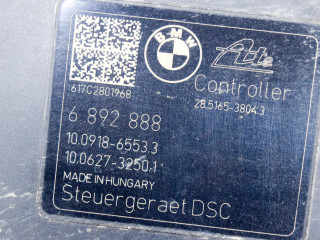 BMW
Ate
Controller
617C2801968
28.5165-3804.3
6 892 888
10.0918-6553.3
10.0627-3250.1
MADE IN HUNGARY
Steuergeraet DSC